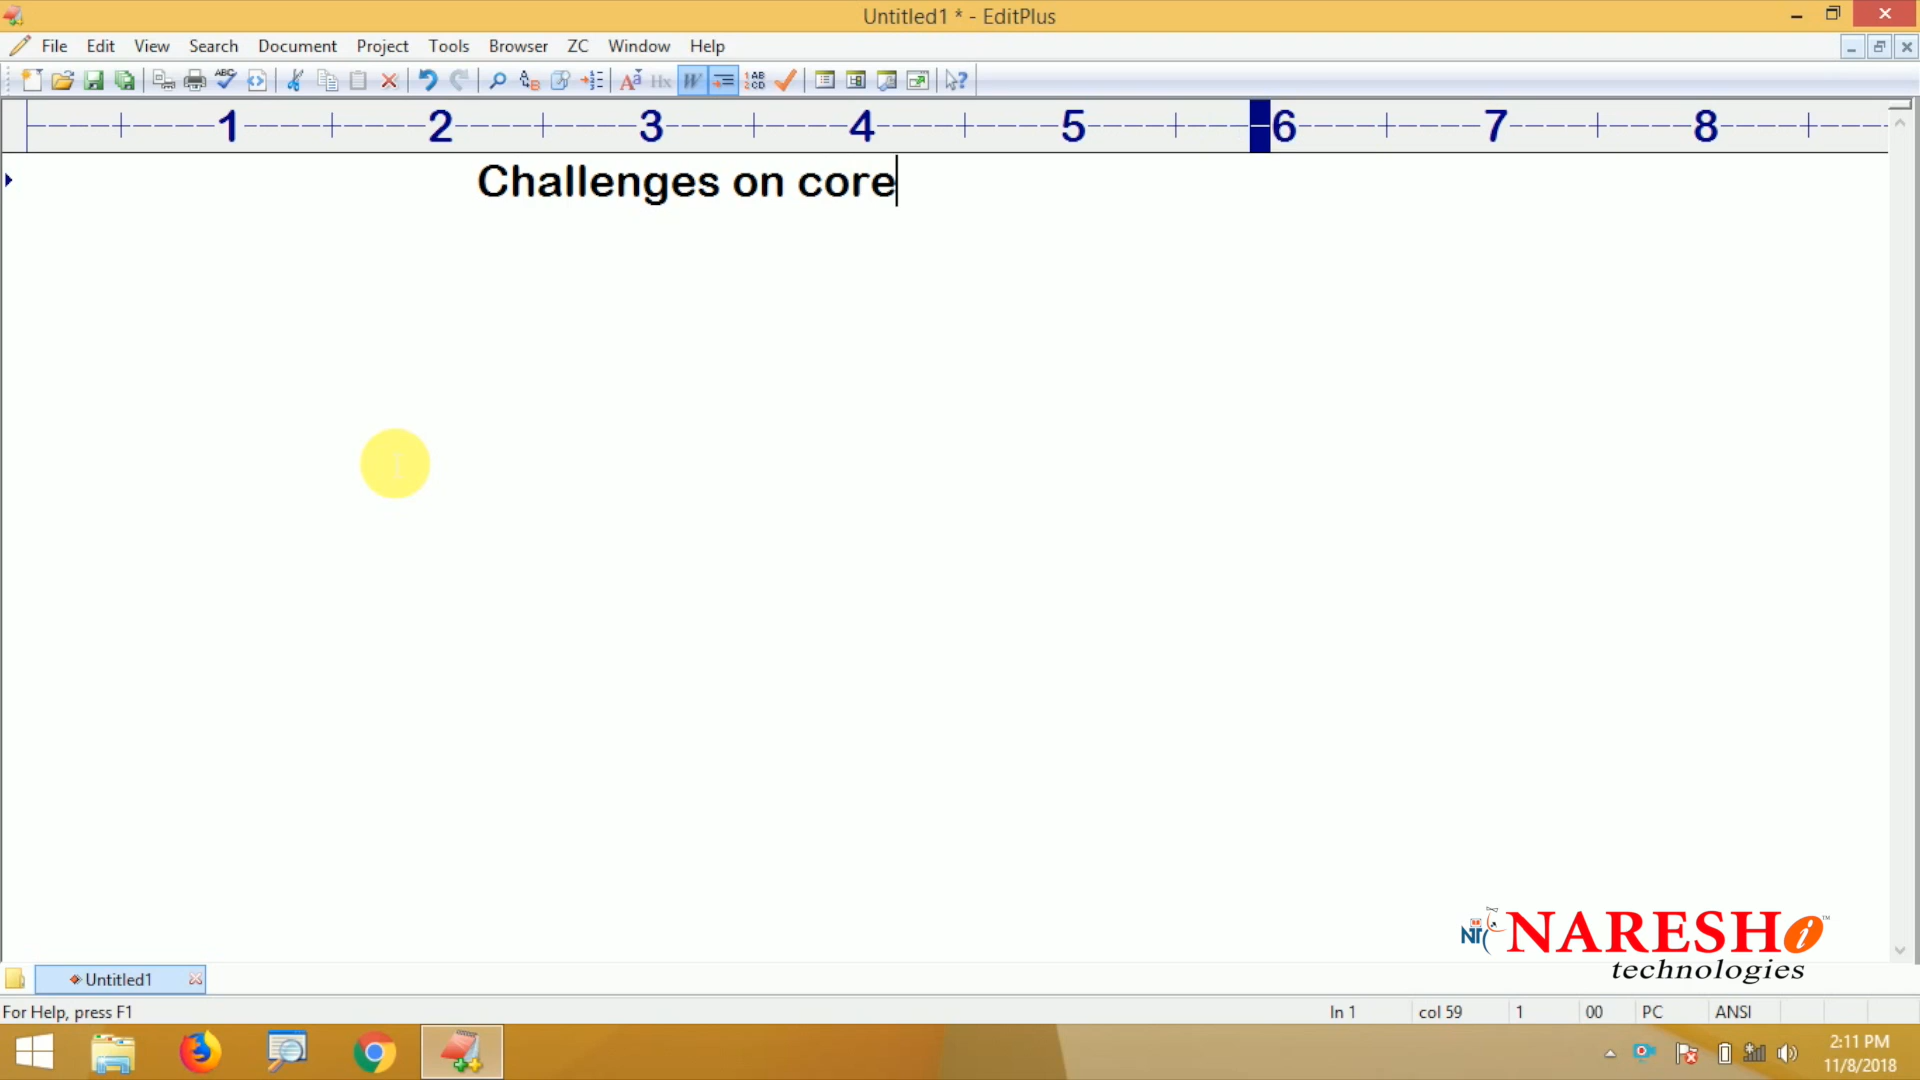 Untitled1 * - EditPlus
File Edit View Search Document Project Tools Browser ZC Window Help
1 2 3 4 5 6 7 8
Challenges on core
NARESH i
technologies
Untitled1
For Help, press F1 ln 1 col 59 1 00 PC ANSI
2:11 PM
11/8/2018